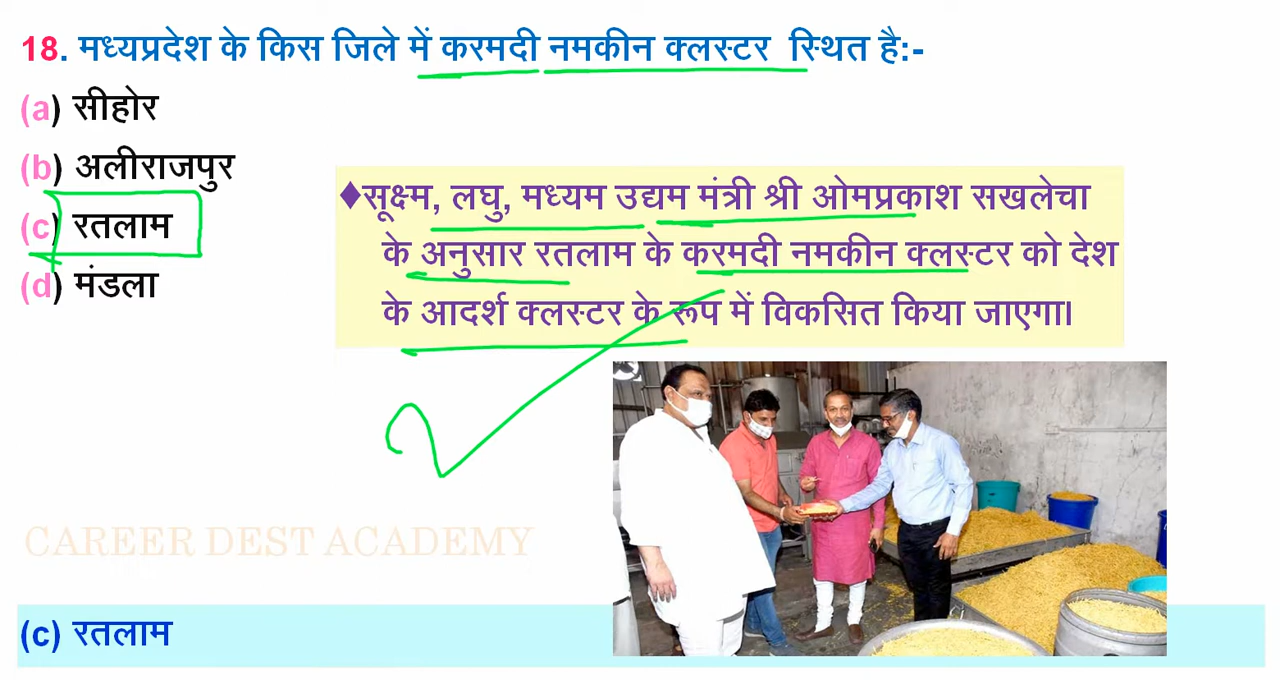 18. मध्यप्रदेश के किस जिले में करमदी नमकीन क्लस्टर स्थित है:-
(a) सीहोर
(b) अलीराजपुर
(c) रतलाम
(d) मंडला
♦सूक्ष्म, लघु, मध्यम उद्यम मंत्री श्री ओमप्रकाश सखलेचा
के अनुसार रतलाम के करमदी नमकीन क्लस्टर को देश
के आदर्श क्लस्टर के रूप में विकसित किया जाएगा।
CAREER DEST ACADEMY
(c) रतलाम